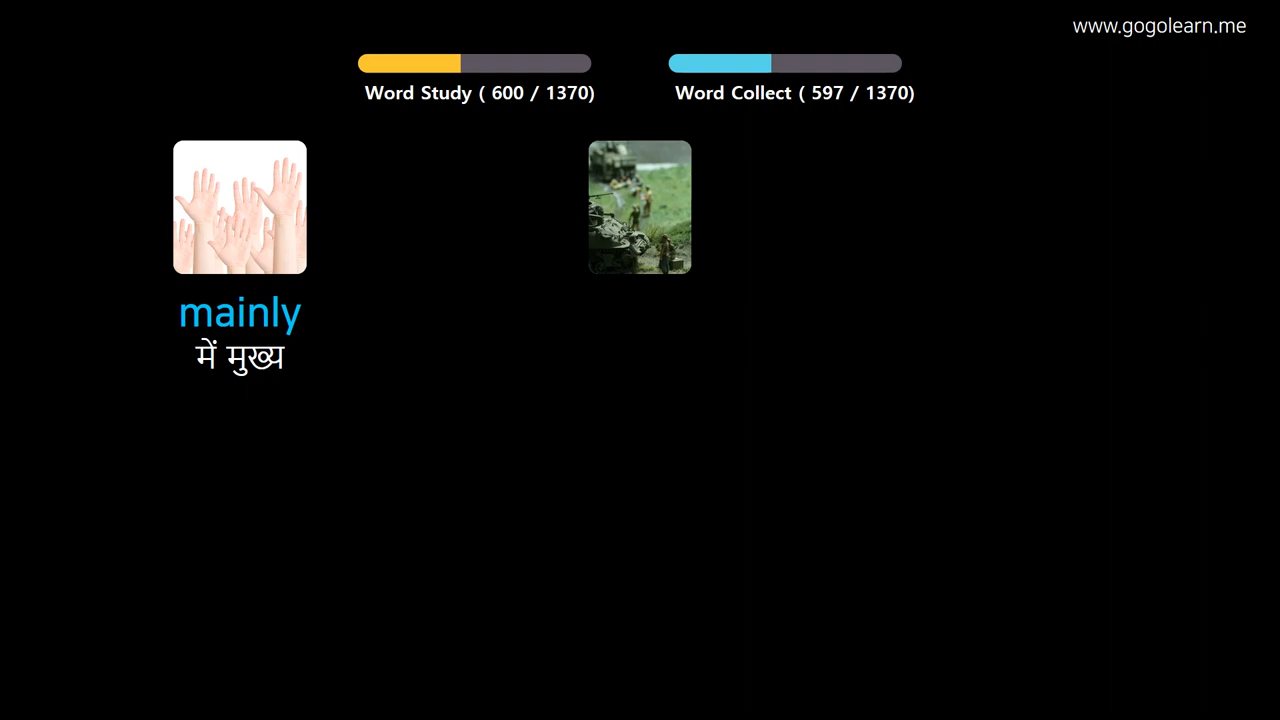 www.gogolearn.me
Word Study ( 600 / 1370)
Word Collect ( 597 / 1370)
mainly
में मुख्य